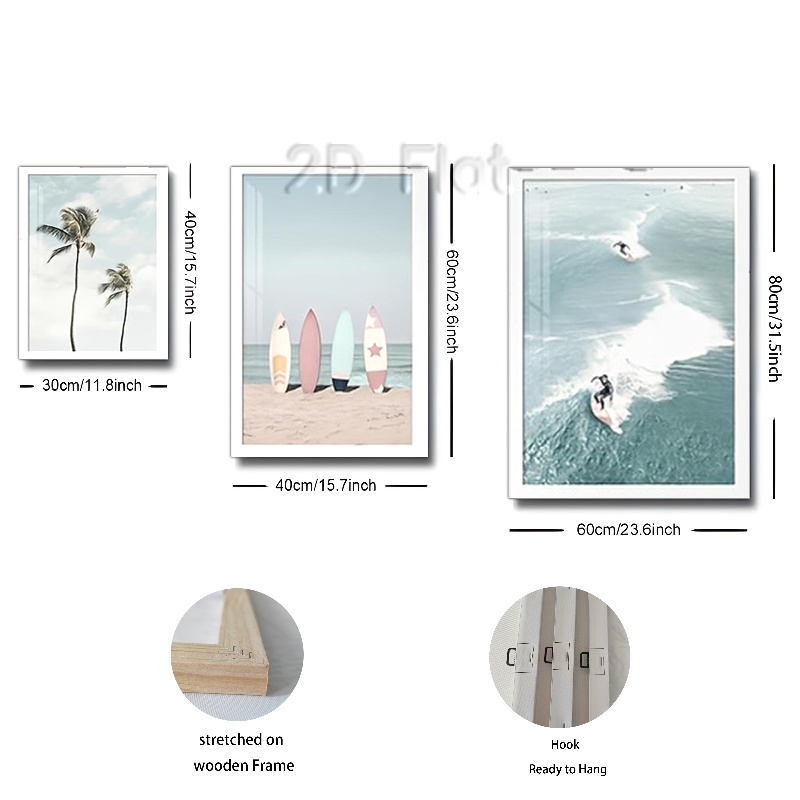 2D Flat
40cm/15.7inch
60cm/23.6inch
80cm/31.5inch
30cm/11.8inch
40cm/15.7inch
60cm/23.6inch
stretched on
wooden Frame
Hook
Ready to Hang